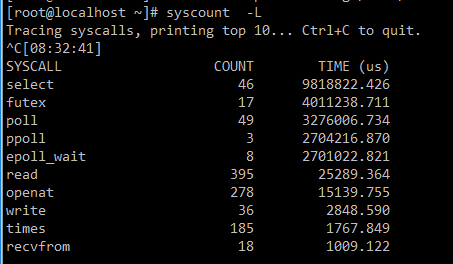 [root@localhost ~]# syscount  -L
Tracing syscalls, printing top 10... Ctrl+C to quit.
^C[08:32:41]
SYSCALL                   COUNT        TIME (us)
select                       46      9818822.426
futex                        17      4011238.711
poll                         49      3276006.734
ppoll                         3      2704216.870
epoll_wait                    8      2701022.821
read                        395        25289.364
openat                      278        15139.755
write                        36         2848.590
times                       185         1767.849
recvfrom                     18         1009.122